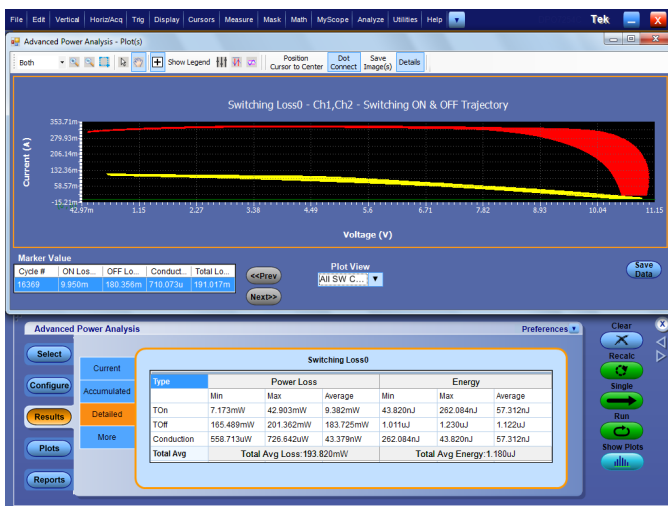 File Edit Vertical Horiz/Acq Trig Display Cursors Measure Mask Math MyScope Analyze Utilities Help Tek X
Advanced Power Analysis - Plot(s)
Both Show Legend Position Cursor to Center Dot Connect Save Image(s) Details
Switching Loss0 - Ch1,Ch2 - Switching ON & OFF Trajectory
Current (A)
353.71m
279.93m
206.14m
132.36m
58.57m
-15.21m
42.97m 1.15 2.27 3.38 4.49 5.6 6.71 7.82 8.93 10.04 11.15
Voltage (V)
Marker Value
Cycle # ON Los... OFF Lo... Conduct... Total Lo...
16369 9.950m 180.356m 710.073u 191.017m
<<Prev
Next>>
Plot View
All SW C...
Save Data
Advanced Power Analysis Preferences
Select
Configure
Results
Plots
Reports
Current
Accumulated
Detailed
More
Switching Loss0
Type Power Loss Energy
Min Max Average Min Max Average
TOn 7.173mW 42.903mW 9.382mW 43.820nJ 262.084nJ 57.312nJ
TOff 165.489mW 201.362mW 183.725mW 1.011uJ 1.230uJ 1.122uJ
Conduction 558.713uW 726.642uW 43.379nW 262.084nJ 43.820nJ 57.312nJ
Total Avg Total Avg Loss:193.820mW Total Avg Energy:1.180uJ
Clear
X
Recalc
Single
Run
Show Plots